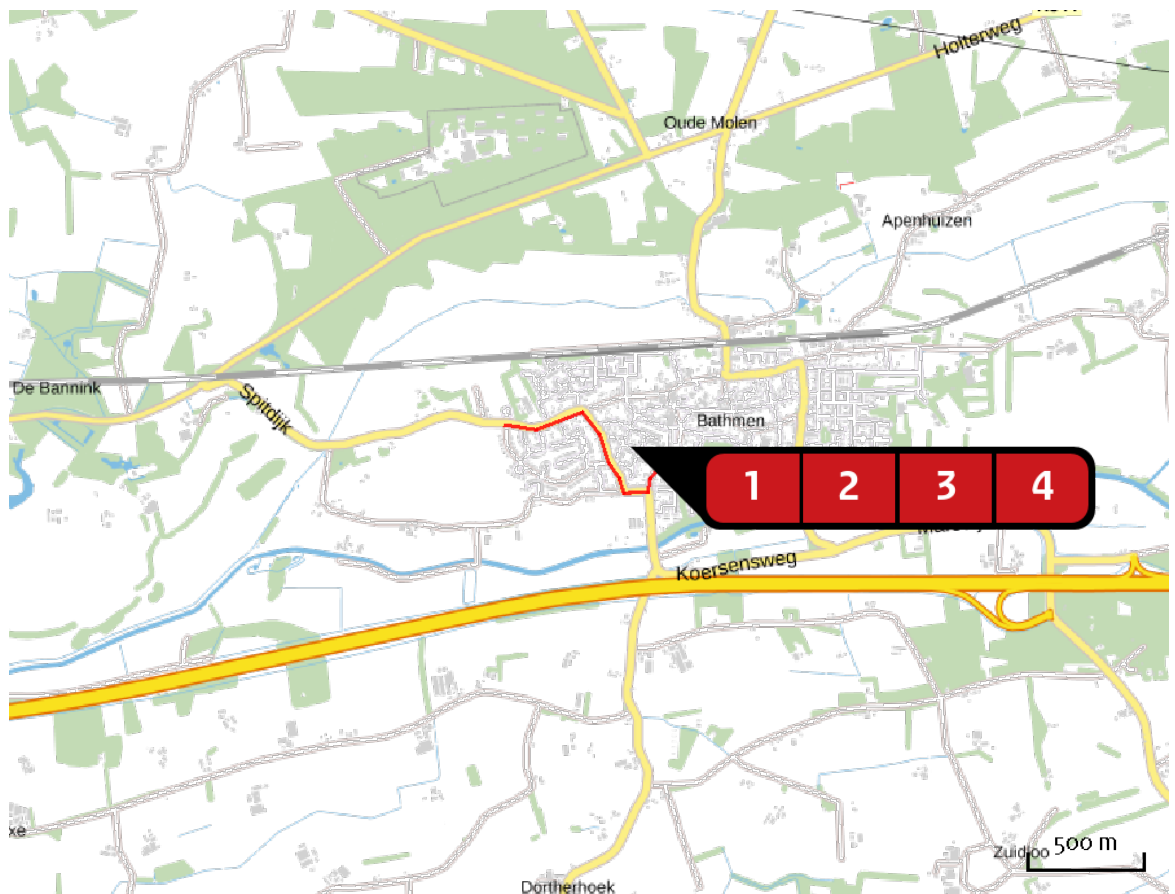 Holterweg
Oude Molen
Apenhuizen
De Bannink
Spitdijk
Bathmen
1 2 3 4
Koersensweg
Zuidloo
500 m
Dortherhoek